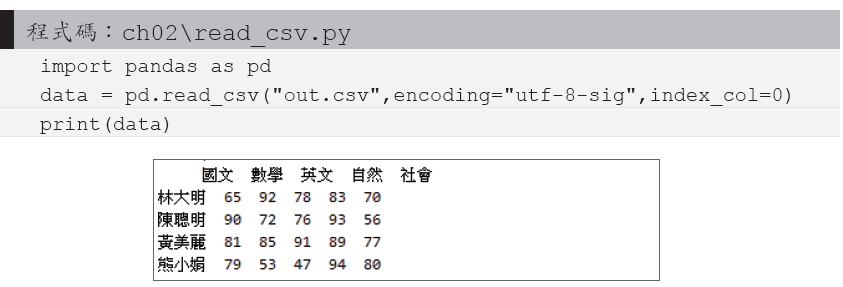 程式碼：ch02\read_csv.py
import pandas as pd
data = pd.read_csv("out.csv",encoding="utf-8-sig",index_col=0)
print(data)
國文 數學 英文 自然 社會
林大明 65 92 78 83 70
陳聰明 90 72 76 93 56
黃美麗 81 85 91 89 77
熊小娟 79 53 47 94 80